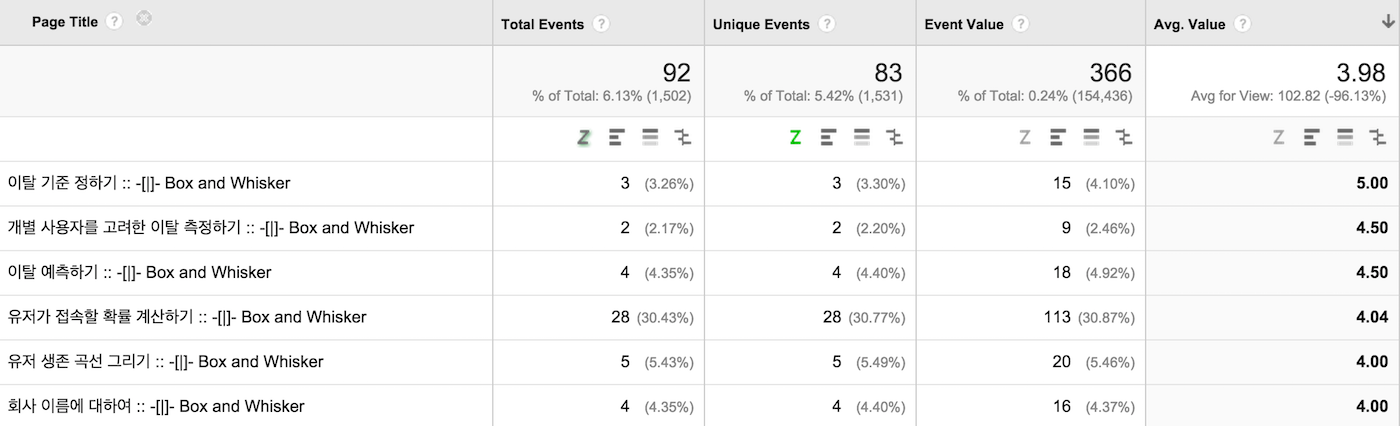 Page Title ? Total Events ? Unique Events ? Event Value ? Avg. Value ?
92 83 366 3.98
% of Total: 6.13% (1,502) % of Total: 5.42% (1,531) % of Total: 0.24% (154,436) Avg for View: 102.82 (-96.13%)
Z Z Z Z
이탈 기준 정하기 :: -[|]- Box and Whisker 3 (3.26%) 3 (3.30%) 15 (4.10%) 5.00
개별 사용자를 고려한 이탈 측정하기 :: -[|]- Box and Whisker 2 (2.17%) 2 (2.20%) 9 (2.46%) 4.50
이탈 예측하기 :: -[|]- Box and Whisker 4 (4.35%) 4 (4.40%) 18 (4.92%) 4.50
유저가 접속할 확률 계산하기 :: -[|]- Box and Whisker 28 (30.43%) 28 (30.77%) 113 (30.87%) 4.04
유저 생존 곡선 그리기 :: -[|]- Box and Whisker 5 (5.43%) 5 (5.49%) 20 (5.46%) 4.00
회사 이름에 대하여 :: -[|]- Box and Whisker 4 (4.35%) 4 (4.40%) 16 (4.37%) 4.00